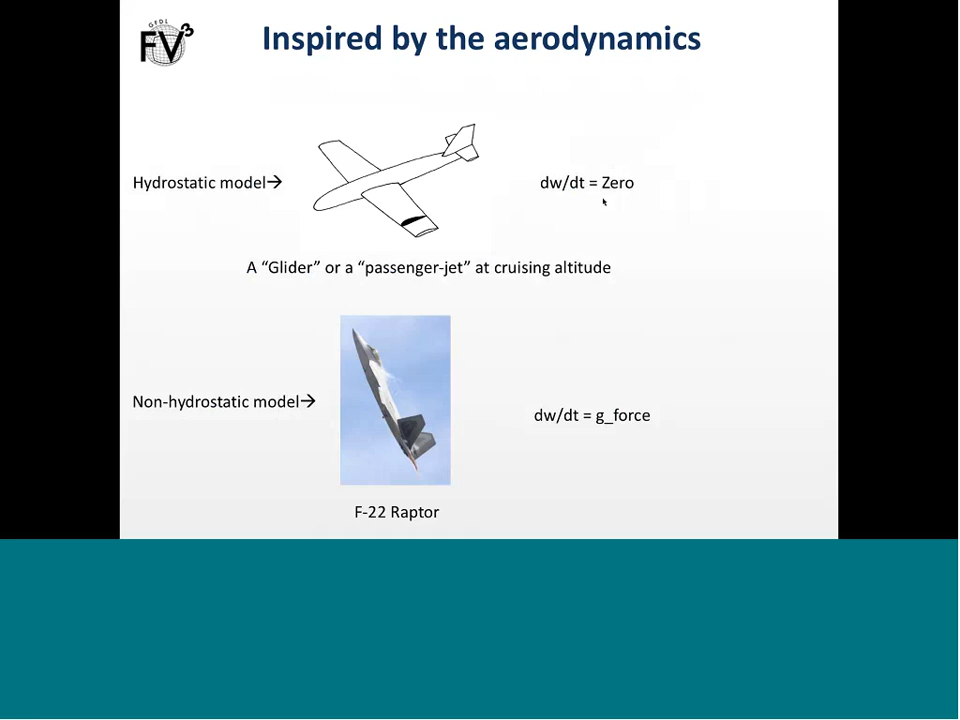 GFDL
FV3
Inspired by the aerodynamics
Hydrostatic model→
dw/dt = Zero
A “Glider” or a “passenger-jet” at cruising altitude
Non-hydrostatic model→
dw/dt = g_force
F-22 Raptor